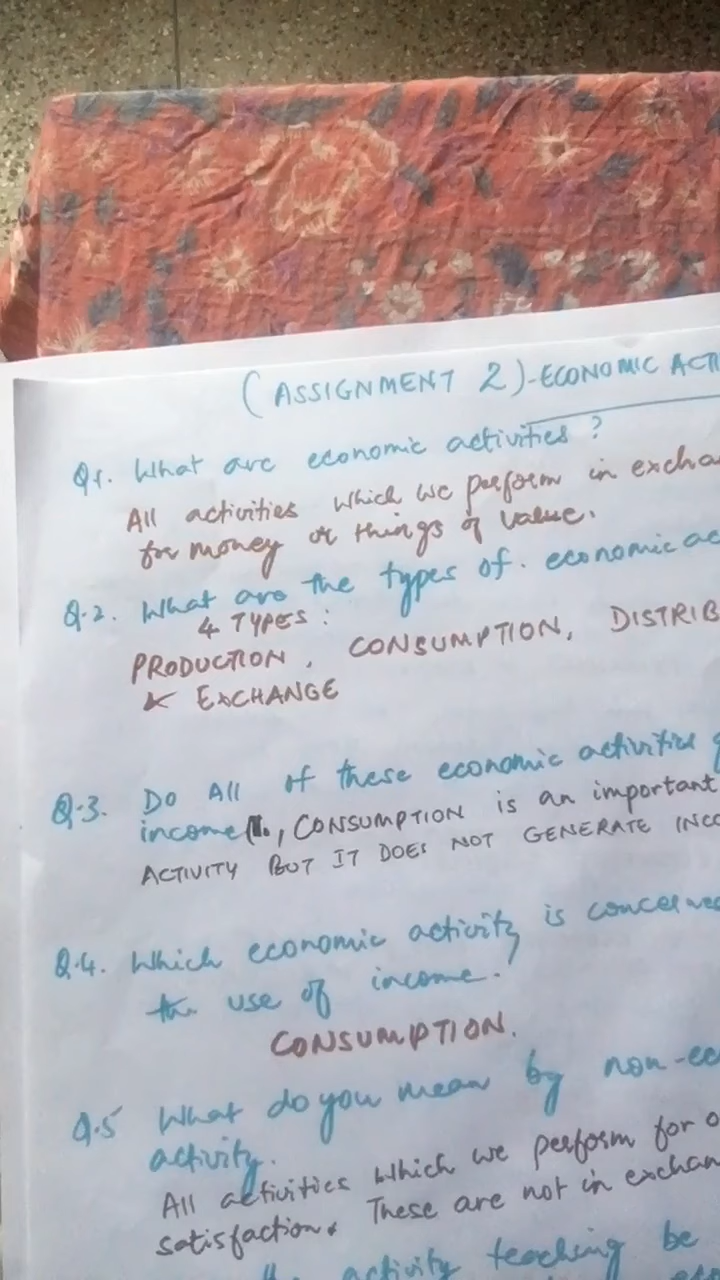 (ASSIGNMENT 2)-ECONOMIC ACTI
Q1. What are economic activities?
All activities which we perform in excha
for money or things of value.
Q.2. What are the types of. economic ac
4 TYPES:
PRODUCTION, CONSUMPTION, DISTRIB
& EXCHANGE
Q.3. Do All of these economic activities g
income, CONSUMPTION is an important
ACTIVITY BUT IT DOES NOT GENERATE INCO
Q.4. Which economic activity is concerned
the use of income.?
CONSUMPTION.
Q.5 What do you mean by non-ec
activity.
All activities which we perform for o
satisfaction. These are not in exchan
activity teaching be